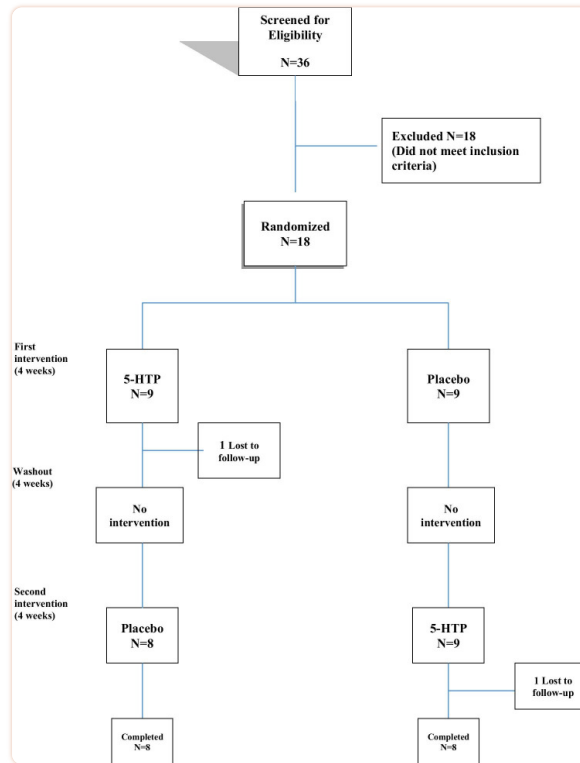 Screened for
Eligibility
N=36
Excluded N=18
(Did not meet inclusion
criteria)
Randomized
N=18
First
intervention
(4 weeks)
5-HTP
N=9
Placebo
N=9
1 Lost to
follow-up
Washout
(4 weeks)
No
intervention
No
intervention
Second
intervention
(4 weeks)
Placebo
N=8
5-HTP
N=9
1 Lost to
follow-up
Completed
N=8
Completed
N=8